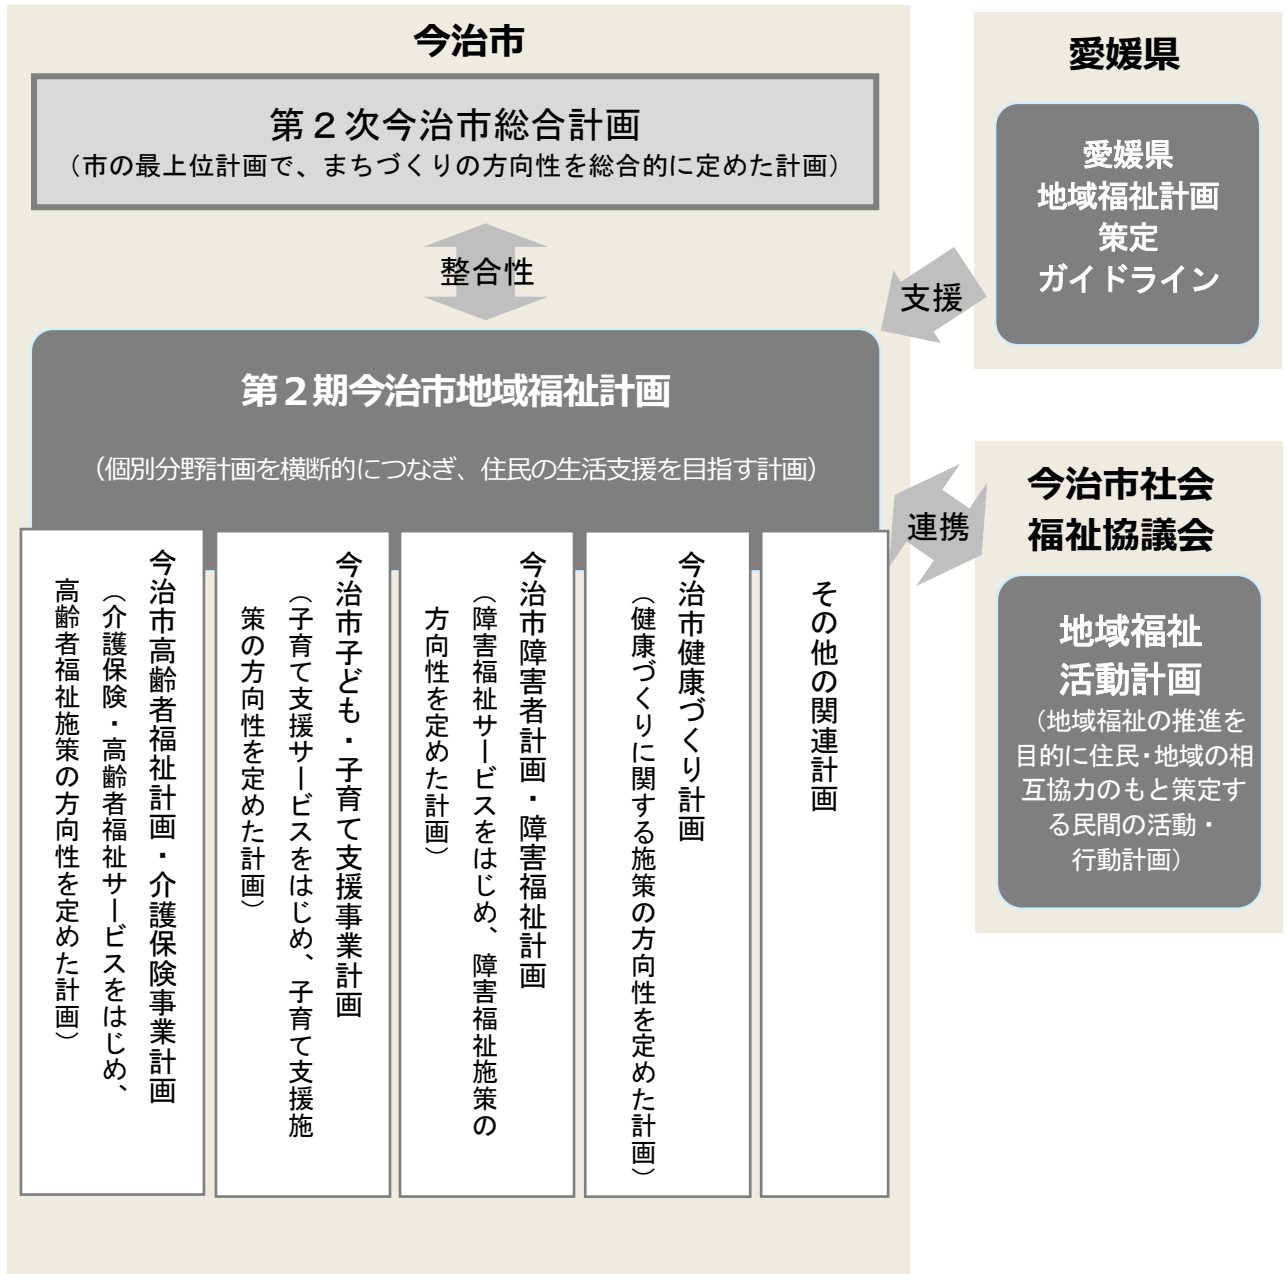 今治市
第２次今治市総合計画
（市の最上位計画で、まちづくりの方向性を総合的に定めた計画）
整合性
第２期今治市地域福祉計画
（個別分野計画を横断的につなぎ、住民の生活支援を目指す計画）
今治市高齢者福祉計画・介護保険事業計画
（介護保険・高齢者福祉サービスをはじめ、
高齢者福祉施策の方向性を定めた計画）
今治市子ども・子育て支援事業計画
（子育て支援サービスをはじめ、子育て支援施
策の方向性を定めた計画）
今治市障害者計画・障害福祉計画
（障害福祉サービスをはじめ、障害福祉施策の
方向性を定めた計画）
今治市健康づくり計画
（健康づくりに関する施策の方向性を定めた計画）
その他の関連計画
愛媛県
愛媛県
地域福祉計画
策定
ガイドライン
支援
連携
今治市社会
福祉協議会
地域福祉
活動計画
（地域福祉の推進を
目的に住民・地域の相
互協力のもと策定す
る民間の活動・
行動計画）